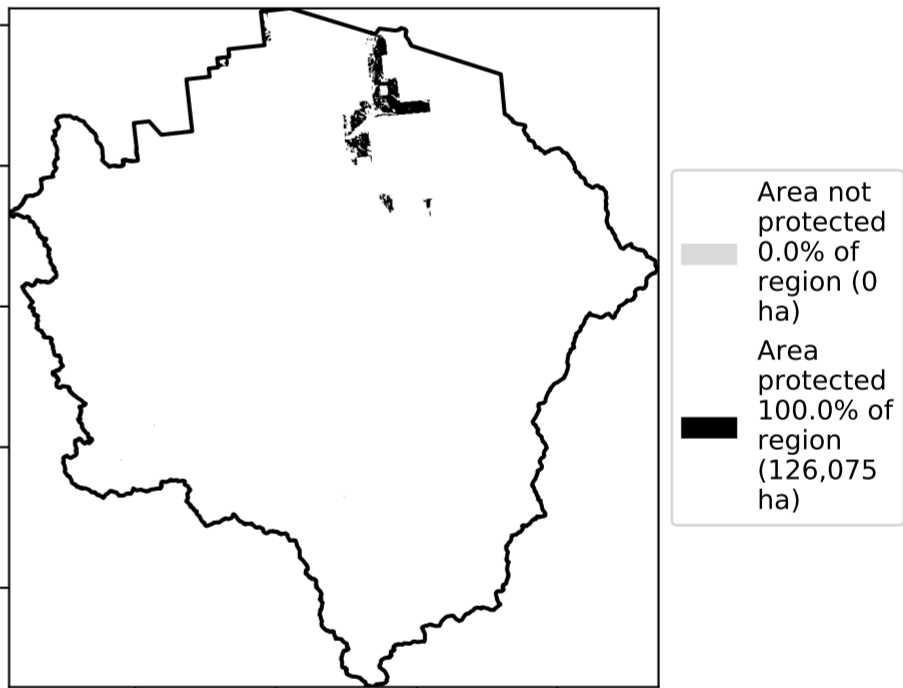 Area not
protected
0.0% of
region (0
ha)
Area
protected
100.0% of
region
(126,075
ha)